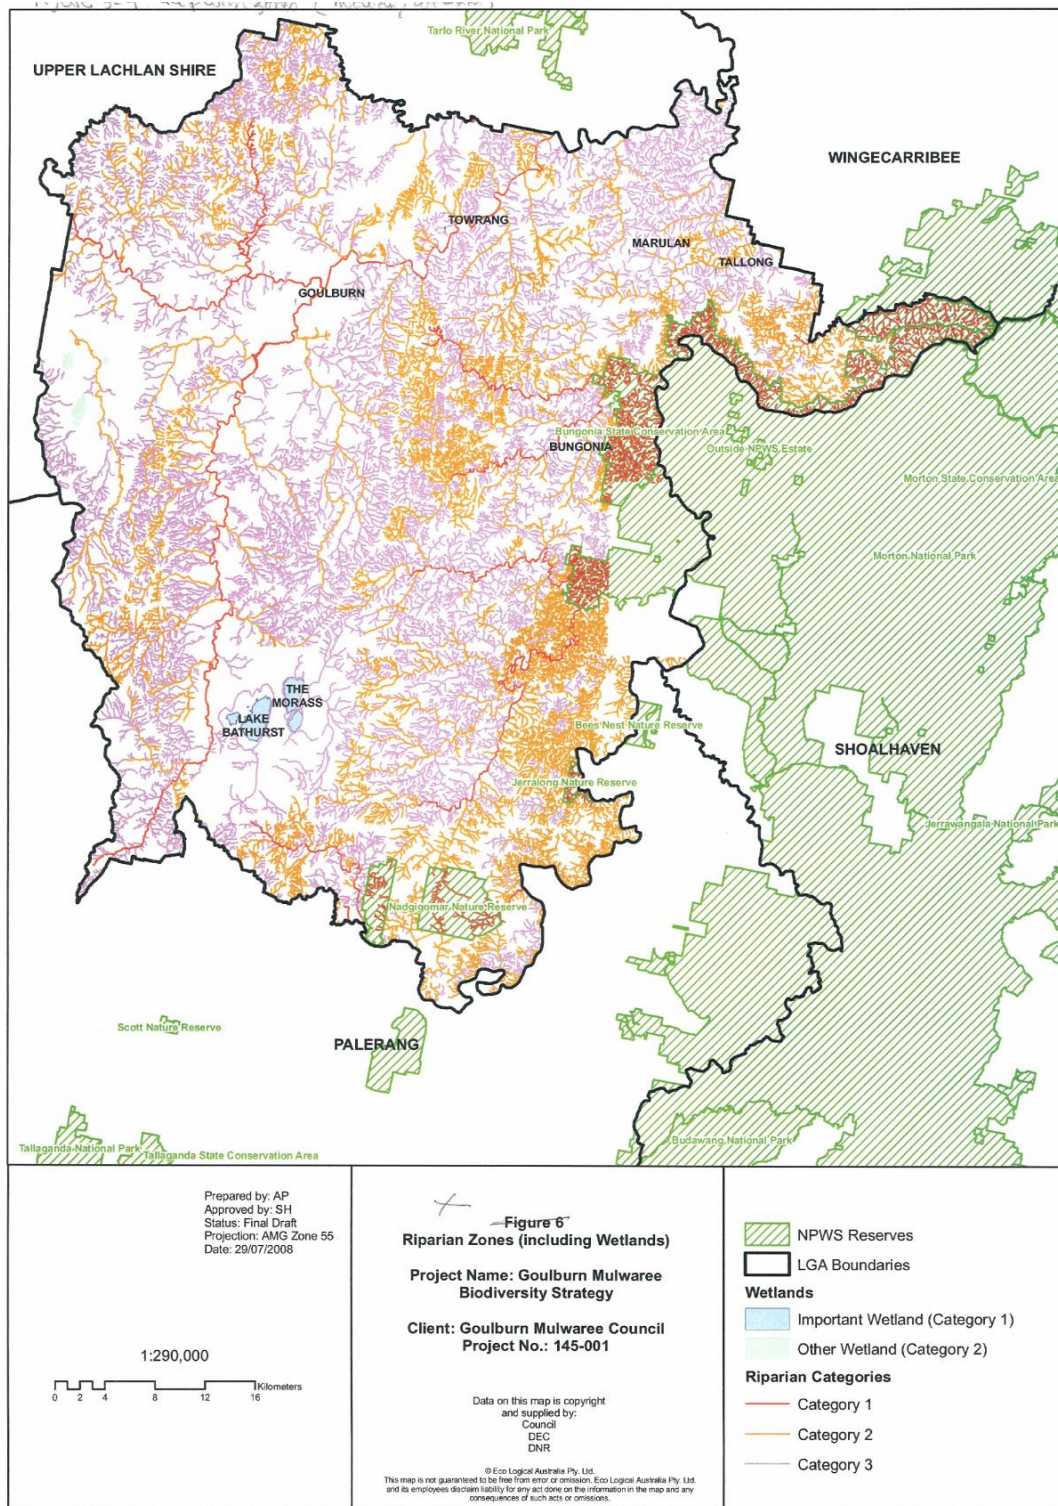 Tarlo River National Park
UPPER LACHLAN SHIRE
WINGECARRIBEE
TOWRANG
MARULAN
TALLONG
GOULBURN
Bungonia State Conservation Area
BUNGONIA
Outside NPWS Estate
Morton State Conservation Area
Morton National Park
THE
MORASS
LAKE
BATHURST
Bees Nest Nature Reserve
SHOALHAVEN
Jerralong Nature Reserve
Jerrawangala National Park
Nadgigomar Nature Reserve
Scott Nature Reserve
PALERANG
Tallaganda National Park
Tallaganda State Conservation Area
Budawang National Park
Prepared by: AP
Approved by: SH
Status: Final Draft
Projection: AMG Zone 55
Date: 29/07/2008
1:290,000
Kilometers
0 2 4 8 12 16
Figure 6
Riparian Zones (including Wetlands)
Project Name: Goulburn Mulwaree
Biodiversity Strategy
Client: Goulburn Mulwaree Council
Project No.: 145-001
Data on this map is copyright
and supplied by:
Council
DEC
DNR
© Eco Logical Australia Pty. Ltd.
This map is not guaranteed to be free from error or omission. Eco Logical Australia Pty. Ltd.
and its employees disclaim liability for any act done on the information in the map and any
consequences of such acts or omissions.
NPWS Reserves
LGA Boundaries
Wetlands
Important Wetland (Category 1)
Other Wetland (Category 2)
Riparian Categories
Category 1
Category 2
Category 3